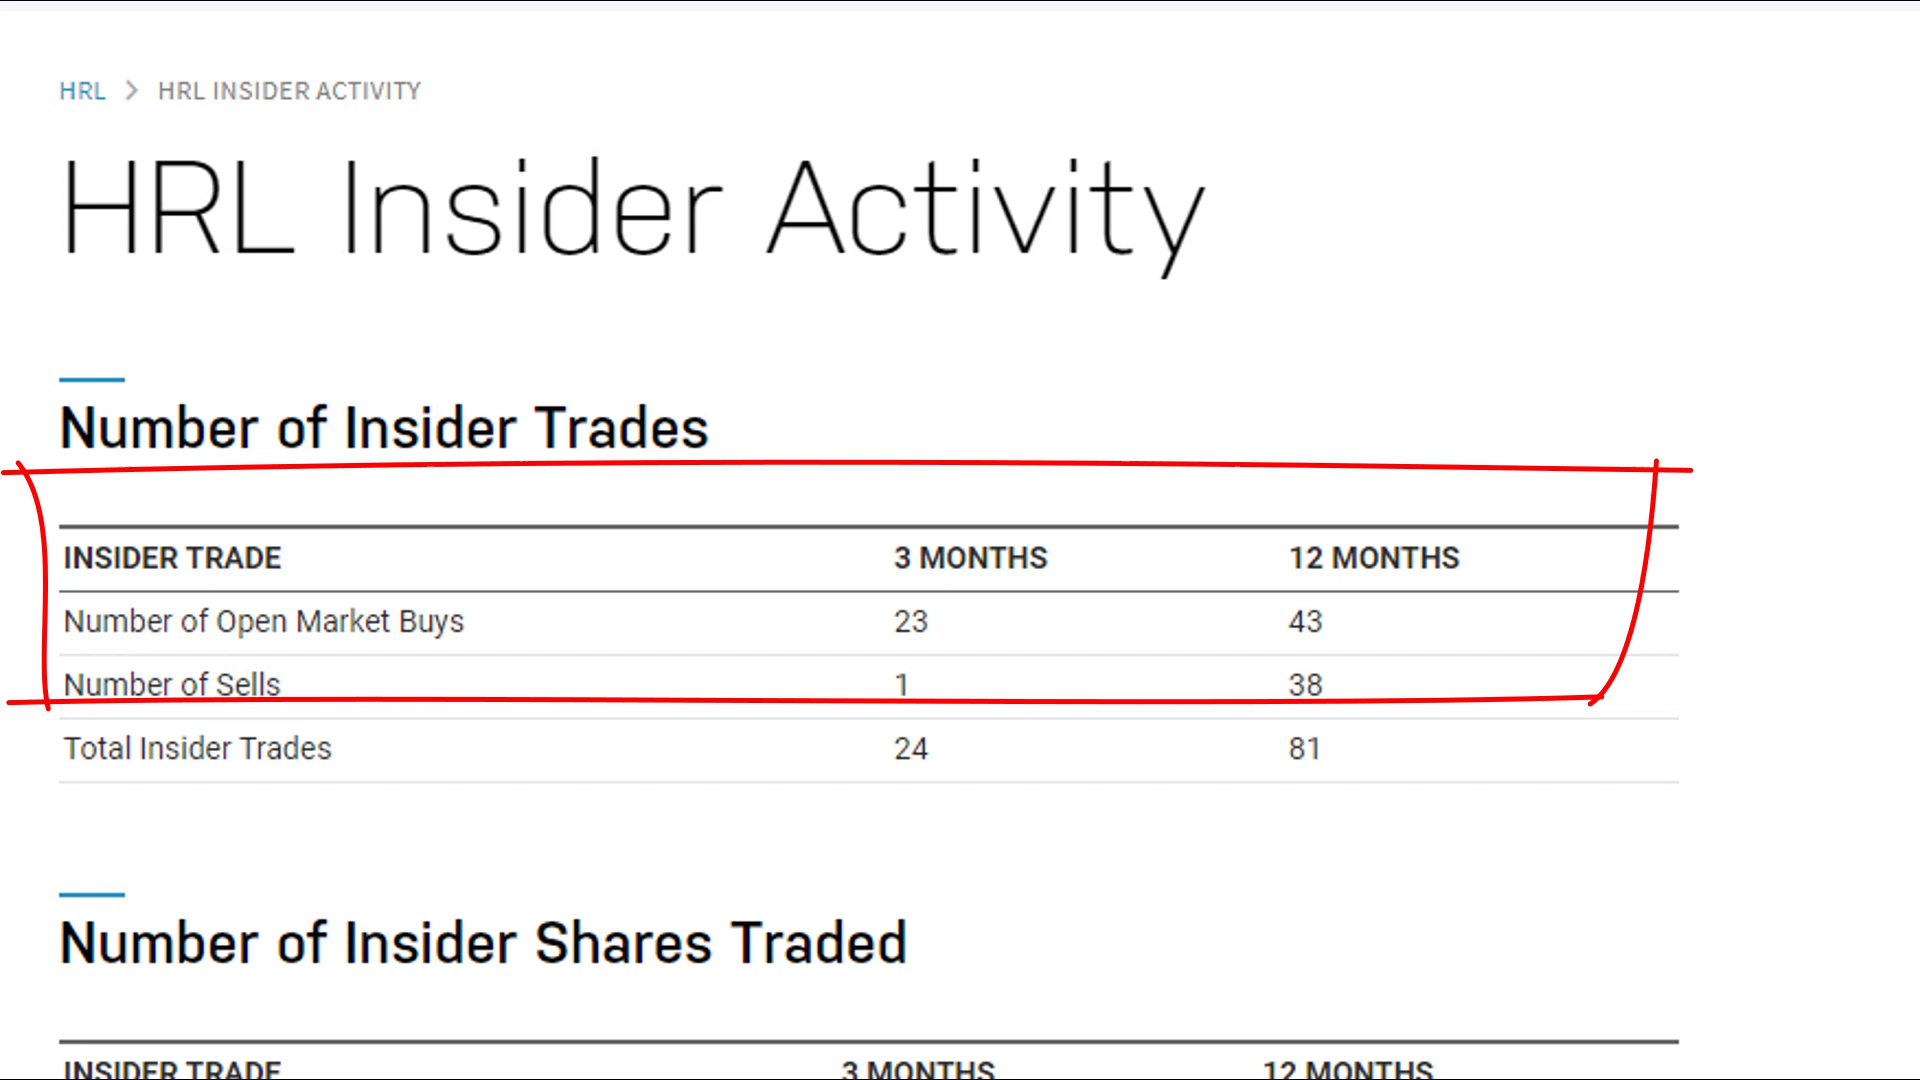 HRL > HRL INSIDER ACTIVITY
HRL Insider Activity
Number of Insider Trades
INSIDER TRADE 3 MONTHS 12 MONTHS
Number of Open Market Buys 23 43
Number of Sells 1 38
Total Insider Trades 24 81
Number of Insider Shares Traded
INSIDER TRADE 3 MONTHS 12 MONTHS